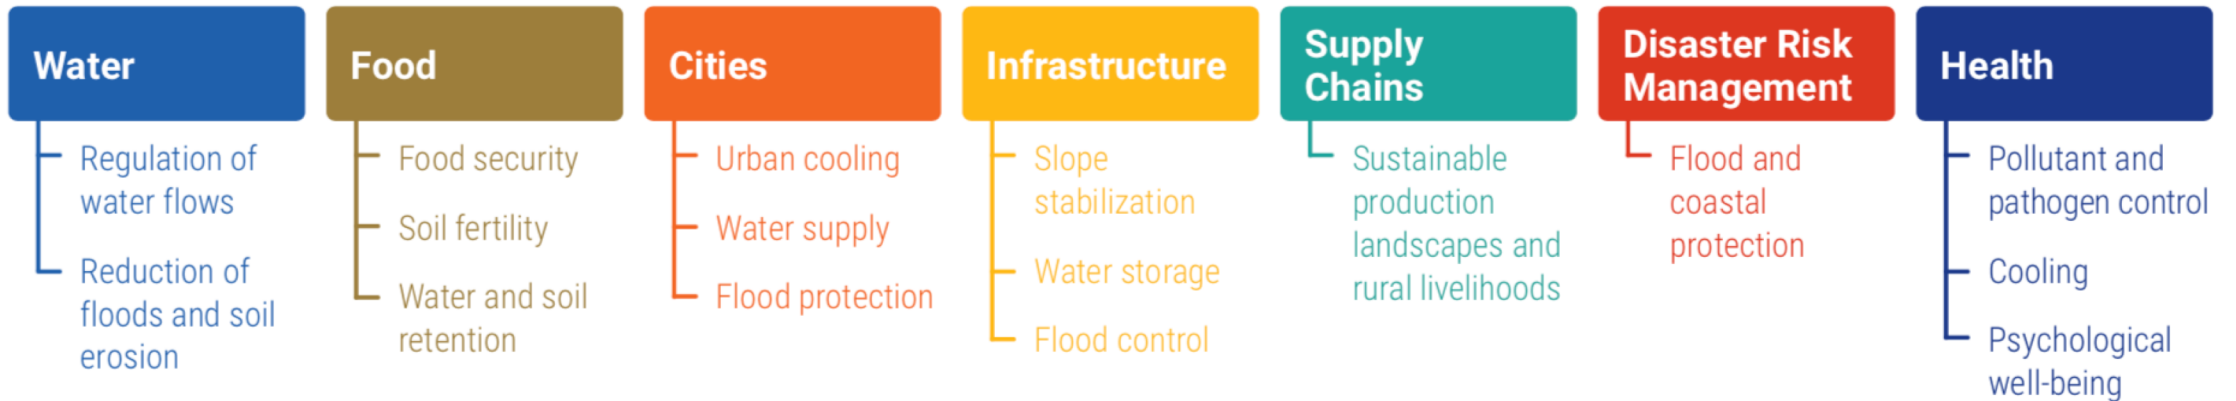 Water
Regulation of
water flows
Reduction of
floods and soil
erosion
Food
Food security
Soil fertility
Water and soil
retention
Cities
Urban cooling
Water supply
Flood protection
Infrastructure
Slope
stabilization
Water storage
Flood control
Supply
Chains
Sustainable
production
landscapes and
rural livelihoods
Disaster Risk
Management
Flood and
coastal
protection
Health
Pollutant and
pathogen control
Cooling
Psychological
well-being